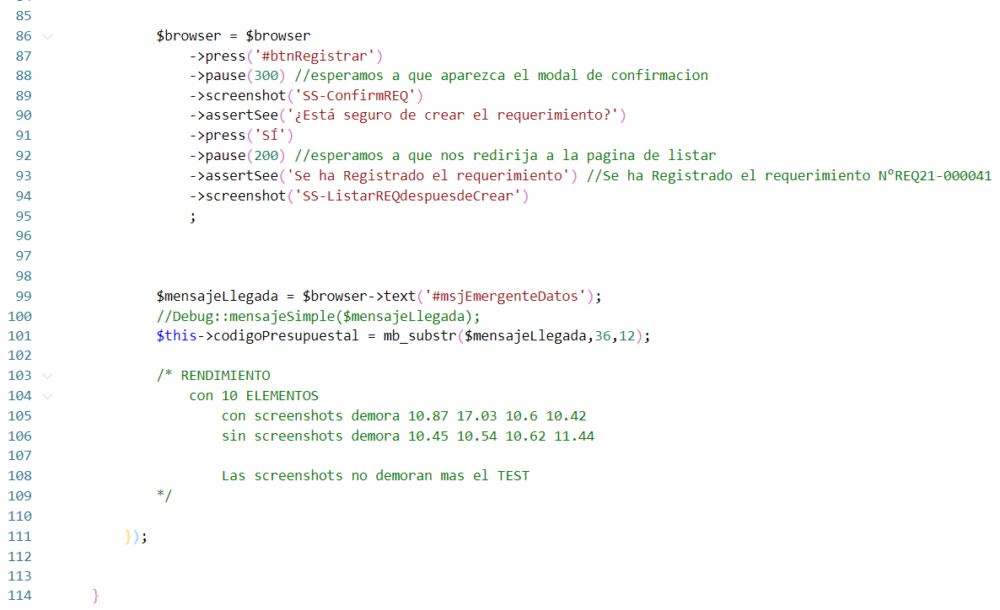 85
86 $browser = $browser
87 ->press('#btnRegistrar')
88 ->pause(300) //esperamos a que aparezca el modal de confirmacion
89 ->screenshot('SS-ConfirmREQ')
90 ->assertSee('¿Está seguro de crear el requerimiento?')
91 ->press('SÍ')
92 ->pause(200) //esperamos a que nos redirija a la pagina de listar
93 ->assertSee('Se ha Registrado el requerimiento') //Se ha Registrado el requerimiento N°REQ21-000041
94 ->screenshot('SS-ListarREQdespuesdeCrear')
95 ;
96
97
98
99 $mensajeLlegada = $browser->text('#msjEmergenteDatos');
100 //Debug::mensajeSimple($mensajeLlegada);
101 $this->codigoPresupuestal = mb_substr($mensajeLlegada,36,12);
102
103 /* RENDIMIENTO
104 con 10 ELEMENTOS
105 con screenshots demora 10.87 17.03 10.6 10.42
106 sin screenshots demora 10.45 10.54 10.62 11.44
107
108 Las screenshots no demoran mas el TEST
109 */
110
111 });
112
113
114 }